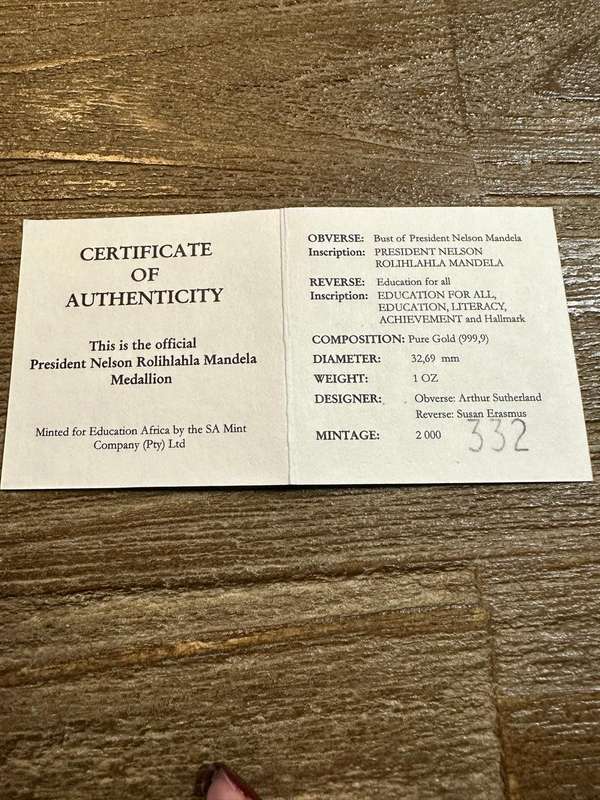 CERTIFICATE
OF
AUTHENTICITY
This is the official
President Nelson Rolihlahla Mandela
Medallion
Minted for Education Africa by the SA Mint
Company (Pty) Ltd
OBVERSE: Bust of President Nelson Mandela
Inscription: PRESIDENT NELSON
ROLIHLAHLA MANDELA
REVERSE: Education for all
Inscription: EDUCATION FOR ALL,
EDUCATION, LITERACY,
ACHIEVEMENT and Hallmark
COMPOSITION: Pure Gold (999,9)
DIAMETER: 32,69 mm
WEIGHT: 1 OZ
DESIGNER: Obverse: Arthur Sutherland
Reverse: Susan Erasmus
MINTAGE: 2 000 332